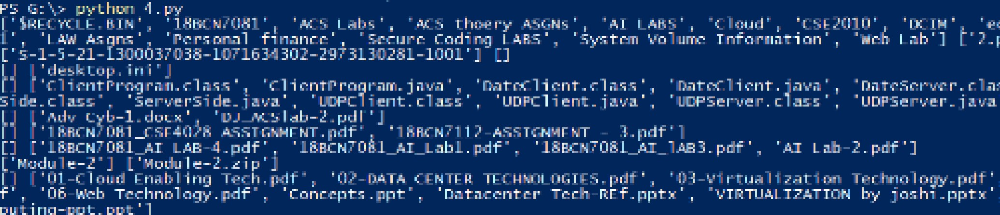 PS G:\> python 4.py
['$RECYCLE.BIN', '18BCN7081', 'ACS Labs', 'ACS thoery ASGNs', 'AI LABS', 'Cloud', 'CSE2010', 'DCIM',
i', 'LAW Asgns', 'Personal finance', 'Secure Coding LABS', 'System Volume Information', 'Web Lab'] ['2.p
['S-1-5-21-1300037038-1071634302-2973130281-1001'] []
[] ['desktop.ini']
[] ['ClientProgram.class', 'ClientProgram.java', 'DateClient.class', 'DateClient.java', 'DateServer.clas
Side.class', 'ServerSide.java', 'UDPClient.class', 'UDPClient.java', 'UDPServer.class', 'UDPServer.java
[] ['Adv Cyb-1.docx', 'DJ_ACSlab-2.pdf']
[] ['18BCN7081_CSE4028 ASSIGNMENT.pdf', '18BCN7112-ASSIGNMENT - 3.pdf']
[] ['18BCN7081_AI LAB-4.pdf', '18BCN7081_AI_Lab1.pdf', '18BCN7081_AI_lAB3.pdf', 'AI Lab-2.pdf']
['Module-2'] ['Module-2.zip']
[] ['01-Cloud Enabling Tech.pdf', '02-DATA CENTER TECHNOLOGIES.pdf', '03-Virtualization Technology.pdf'
f', '06-Web Technology.pdf', 'Concepts.ppt', 'Datacenter Tech-REf.pptx', 'VIRTUALIZATION by joshi.pptx'
puting-ppt.ppt']